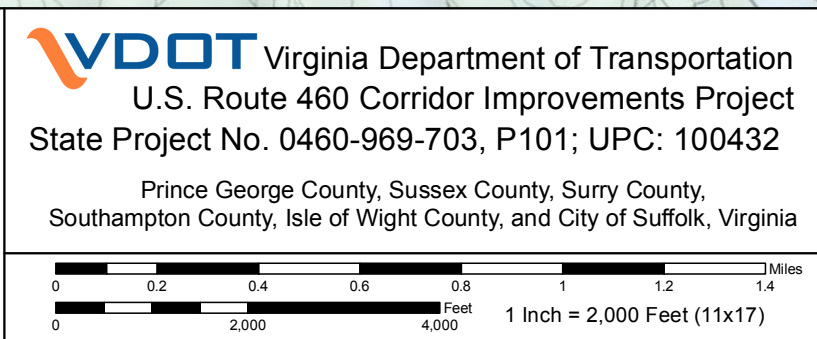 VDOT Virginia Department of Transportation
U.S. Route 460 Corridor Improvements Project
State Project No. 0460-969-703, P101; UPC: 100432
Prince George County, Sussex County, Surry County,
Southampton County, Isle of Wight County, and City of Suffolk, Virginia
Miles
0 0.2 0.4 0.6 0.8 1 1.2 1.4
Feet
0 2,000 4,000
1 Inch = 2,000 Feet (11x17)